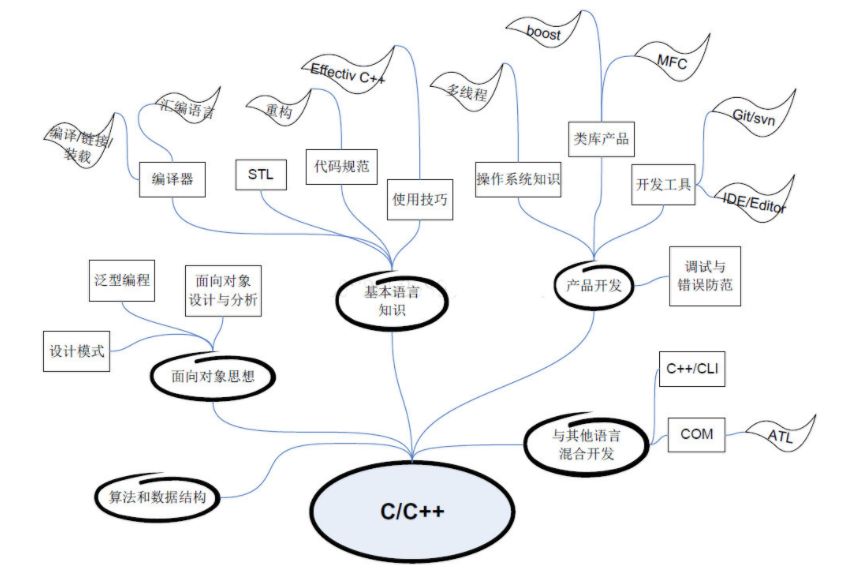 boost
MFC
Effectiv C++
多线程
汇编语言
重构
Git/svn
编译/链接/
装载
类库产品
STL
代码规范
编译器
操作系统知识
开发工具
使用技巧
IDE/Editor
泛型编程
面向对象
设计与分析
基本语言
知识
产品开发
调试与
错误防范
设计模式
面向对象思想
C++/CLI
与其他语言
混合开发
COM
ATL
算法和数据结构
C/C++